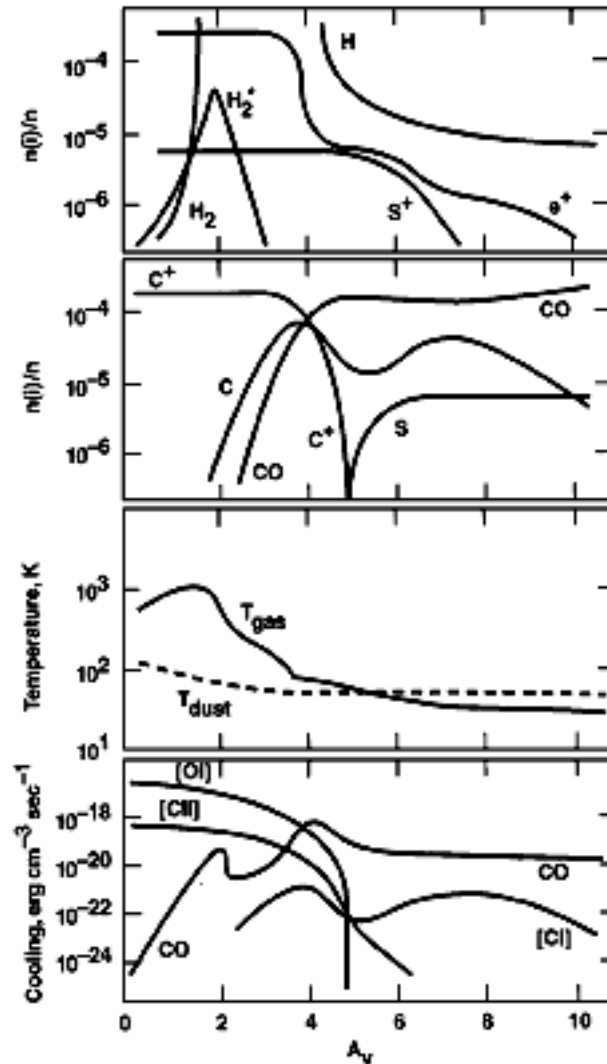 n(i)/n
10⁻⁴
10⁻⁵
10⁻⁶
H
H₂*
H₂
S⁺
e⁺
n(i)/n
10⁻⁴
10⁻⁵
10⁻⁶
C⁺
CO
C
CO
C⁺
S
Temperature, K
10³
10²
10¹
T_gas
T_dust
Cooling, erg cm⁻³ sec⁻¹
10⁻¹⁸
10⁻²⁰
10⁻²²
10⁻²⁴
[OI]
[CII]
CO
CO
[CI]
0 2 4 6 8 10
A_v